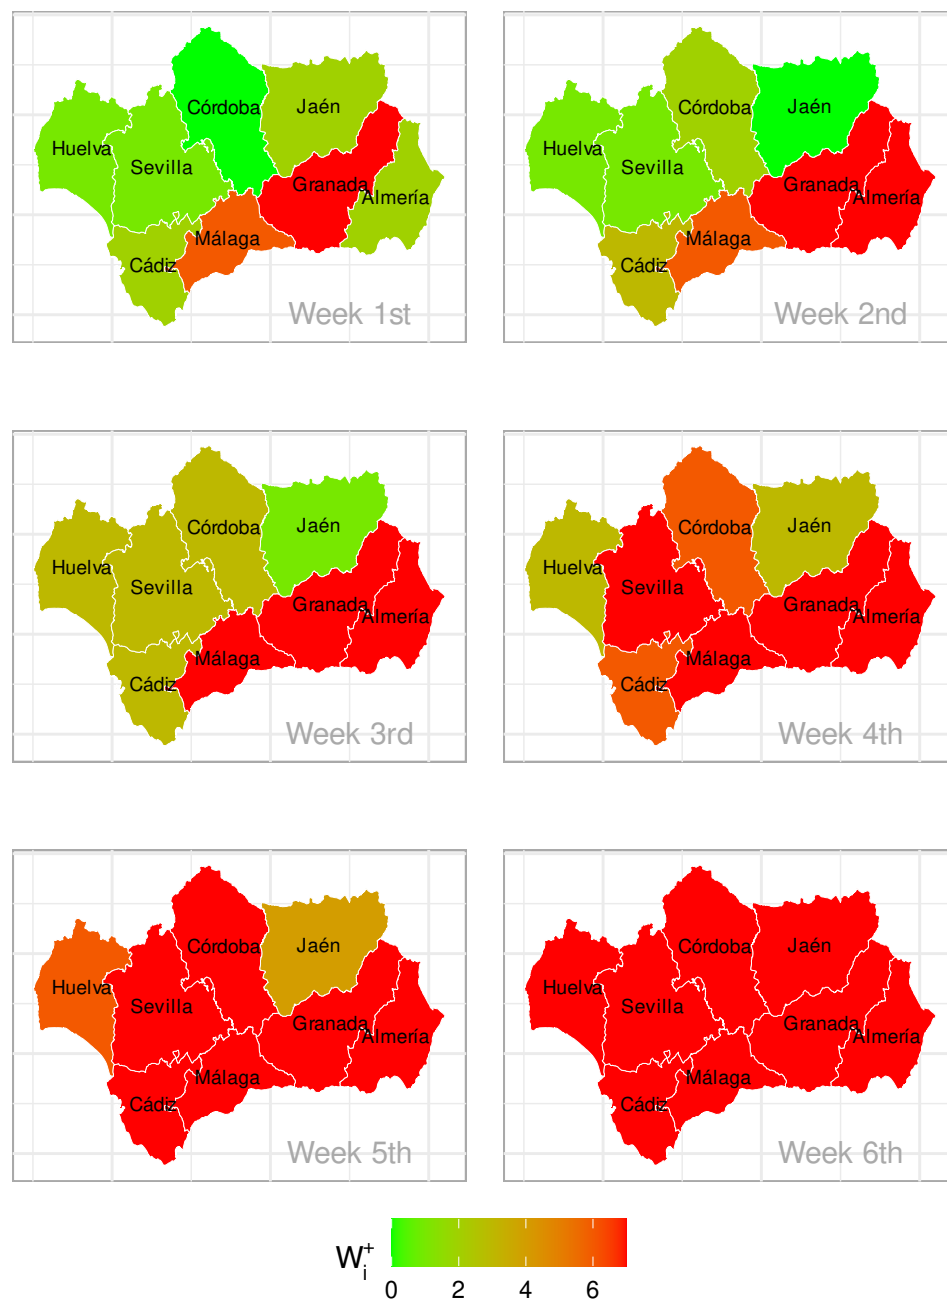 Córdoba
Jaén
Huelva
Sevilla
Granada
Almería
Málaga
Cádiz
Week 1st
Córdoba
Jaén
Huelva
Sevilla
Granada
Almería
Málaga
Cádiz
Week 2nd
Córdoba
Jaén
Huelva
Sevilla
Granada
Almería
Málaga
Cádiz
Week 3rd
Córdoba
Jaén
Huelva
Sevilla
Granada
Almería
Málaga
Cádiz
Week 4th
Córdoba
Jaén
Huelva
Sevilla
Granada
Almería
Málaga
Cádiz
Week 5th
Córdoba
Jaén
Huelva
Sevilla
Granada
Almería
Málaga
Cádiz
Week 6th
W_i^+
0 2 4 6